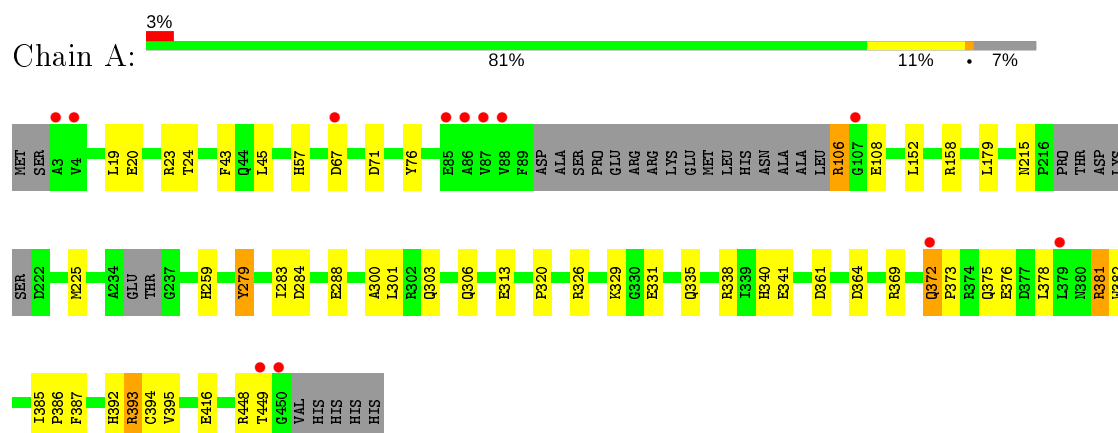 3%
Chain A:
81% 11% • 7%
MET SER A3 V4 L19 E20 R23 T24 F43 Q44 L45 H57 D67 D71 Y76 E85 A86 V87 V88 F89 ASP ALA SER PRO GLU ARG ARG LYS GLU MET LEU HIS ASN ALA ALA LEU R106 G107 E108 L152 R158 L179 N215 P216 PRO THR ASP LYS
SER D222 M225 A234 GLU THR G237 H259 Y279 I283 D284 E288 A300 L301 R302 Q303 Q306 E313 P320 R326 K329 G330 E331 Q335 R338 I339 H340 E341 D361 D364 R369 Q372 P373 R374 Q375 E376 D377 L378 L379 N380 R381 W382
I385 P386 F387 H392 R393 C394 V395 E416 R448 T449 G450 VAL HIS HIS HIS HIS